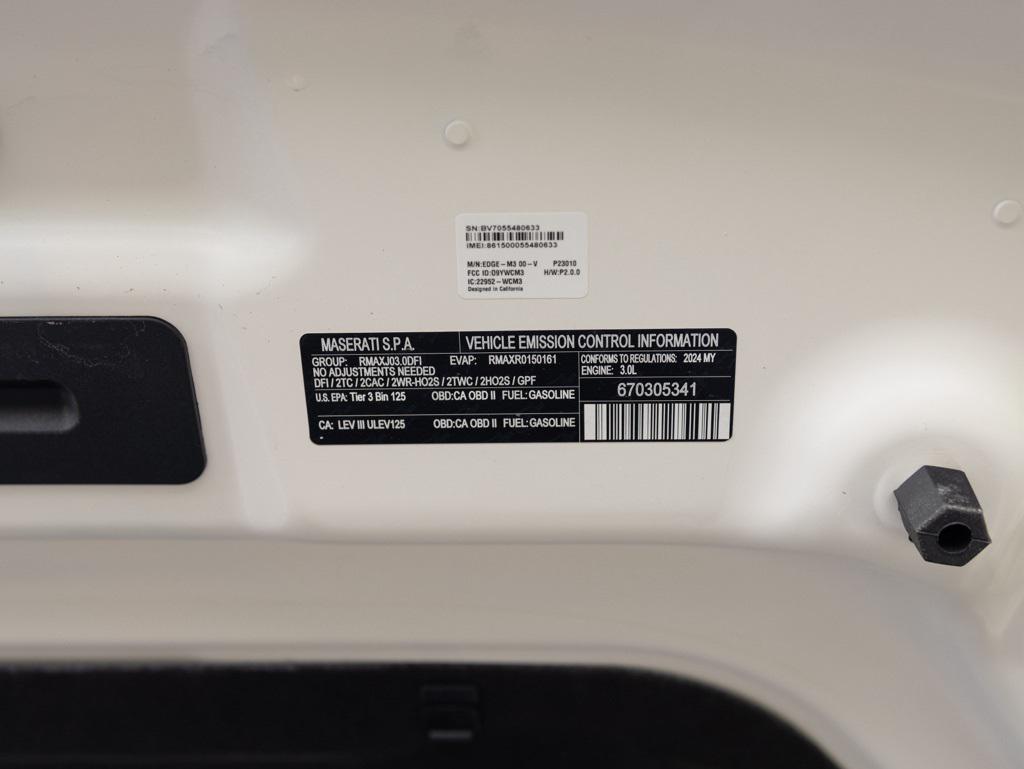 SN:BV7055480633
IMEI:861500055480633
M/N:EDGE-M3 00-V P23010
FCC ID:O9YWCM3 H/W:P2.0.0
IC:22952-WCM3
Designed in California
MASERATI S.P.A. VEHICLE EMISSION CONTROL INFORMATION
GROUP: RMAXJ03.0DFI EVAP: RMAXR0150161 CONFORMS TO REGULATIONS: 2024 MY
NO ADJUSTMENTS NEEDED ENGINE: 3.0L
DFI / 2TC / 2CAC / 2WR-HO2S / 2TWC / 2HO2S / GPF
U.S. EPA: Tier 3 Bin 125 OBD:CA OBD II FUEL:GASOLINE 670305341
CA: LEV III ULEV125 OBD:CA OBD II FUEL:GASOLINE